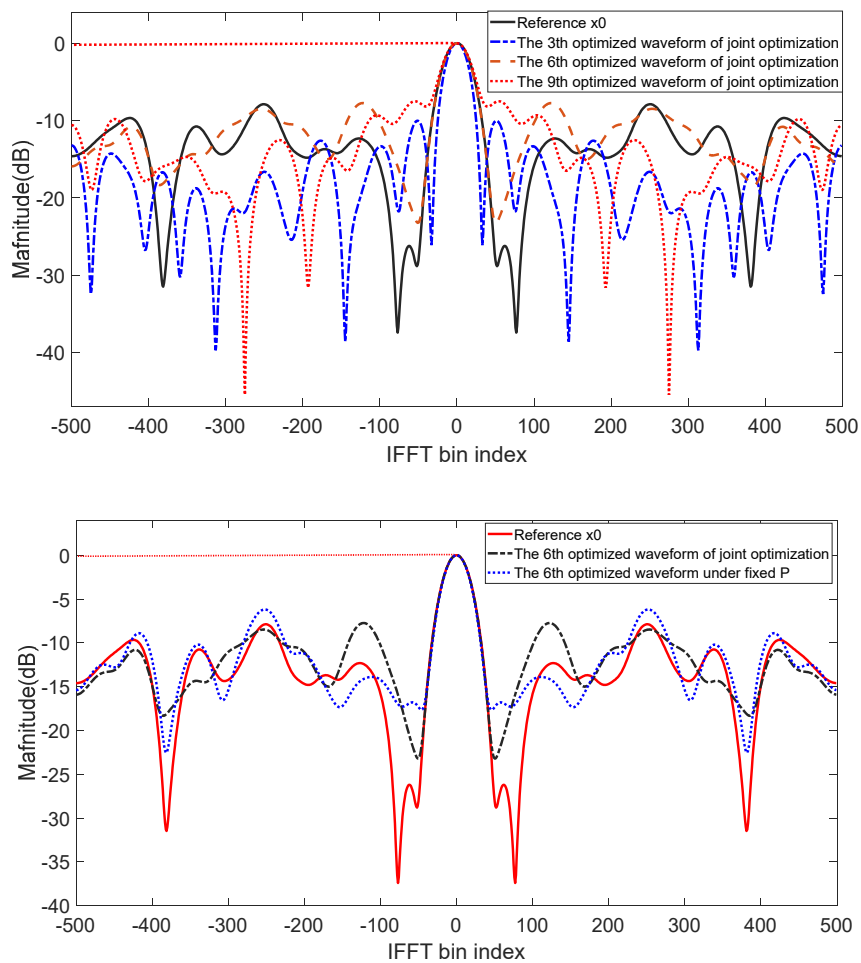 Reference x0
The 3th optimized waveform of joint optimization
The 6th optimized waveform of joint optimization
The 9th optimized waveform of joint optimization
0
-10
-20
-30
-40
Mafnitude(dB)
-500 -400 -300 -200 -100 0 100 200 300 400 500
IFFT bin index
Reference x0
The 6th optimized waveform of joint optimization
The 6th optimized waveform under fixed P
0
-5
-10
-15
-20
-25
-30
-35
-40
Mafnitude(dB)
-500 -400 -300 -200 -100 0 100 200 300 400 500
IFFT bin index